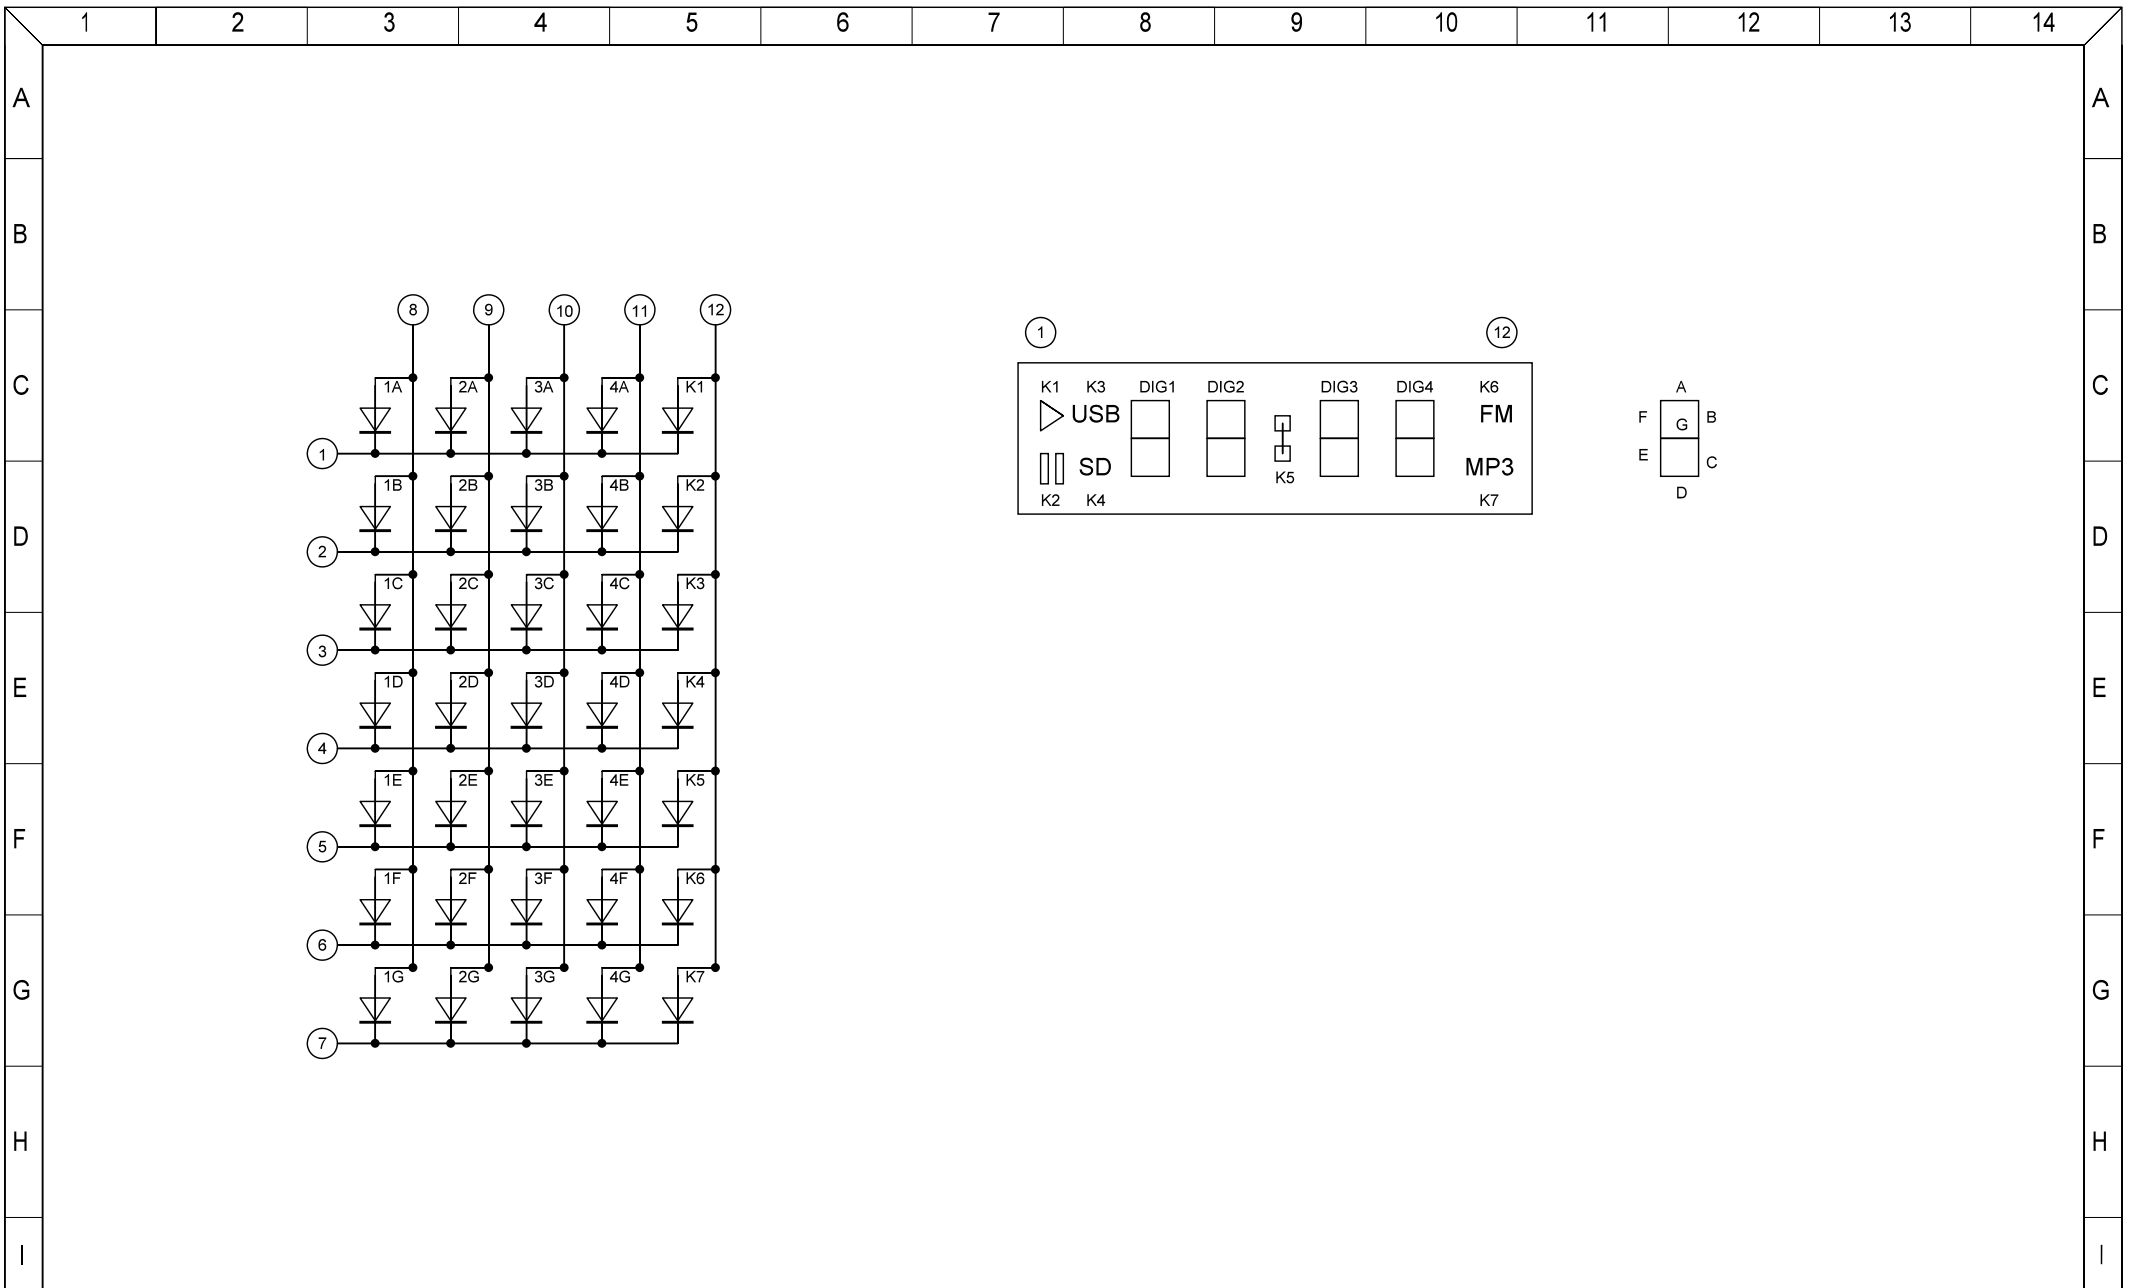 1 2 3 4 5 6 7 8 9 10 11 12 13 14
A A
B B
8 9 10 11 12
1 12
C C
1A 2A 3A 4A K1
K1 K3 DIG1 DIG2 DIG3 DIG4 K6
A
USB FM
F G B
1
E C
SD MP3
K5
D
K2 K4 K7
1B 2B 3B 4B K2
D D
2
1C 2C 3C 4C K3
3
E E
1D 2D 3D 4D K4
4
1E 2E 3E 4E K5
F F
5
1F 2F 3F 4F K6
6
1G 2G 3G 4G K7
G G
7
H H
I I